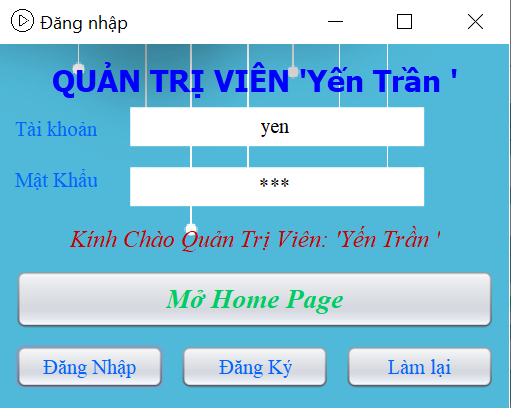 Đăng nhập
QUẢN TRỊ VIÊN 'Yến Trần '
Tài khoản
yen
Mật Khẩu
***
Kính Chào Quản Trị Viên: 'Yến Trần '
Mở Home Page
Đăng Nhập
Đăng Ký
Làm lại